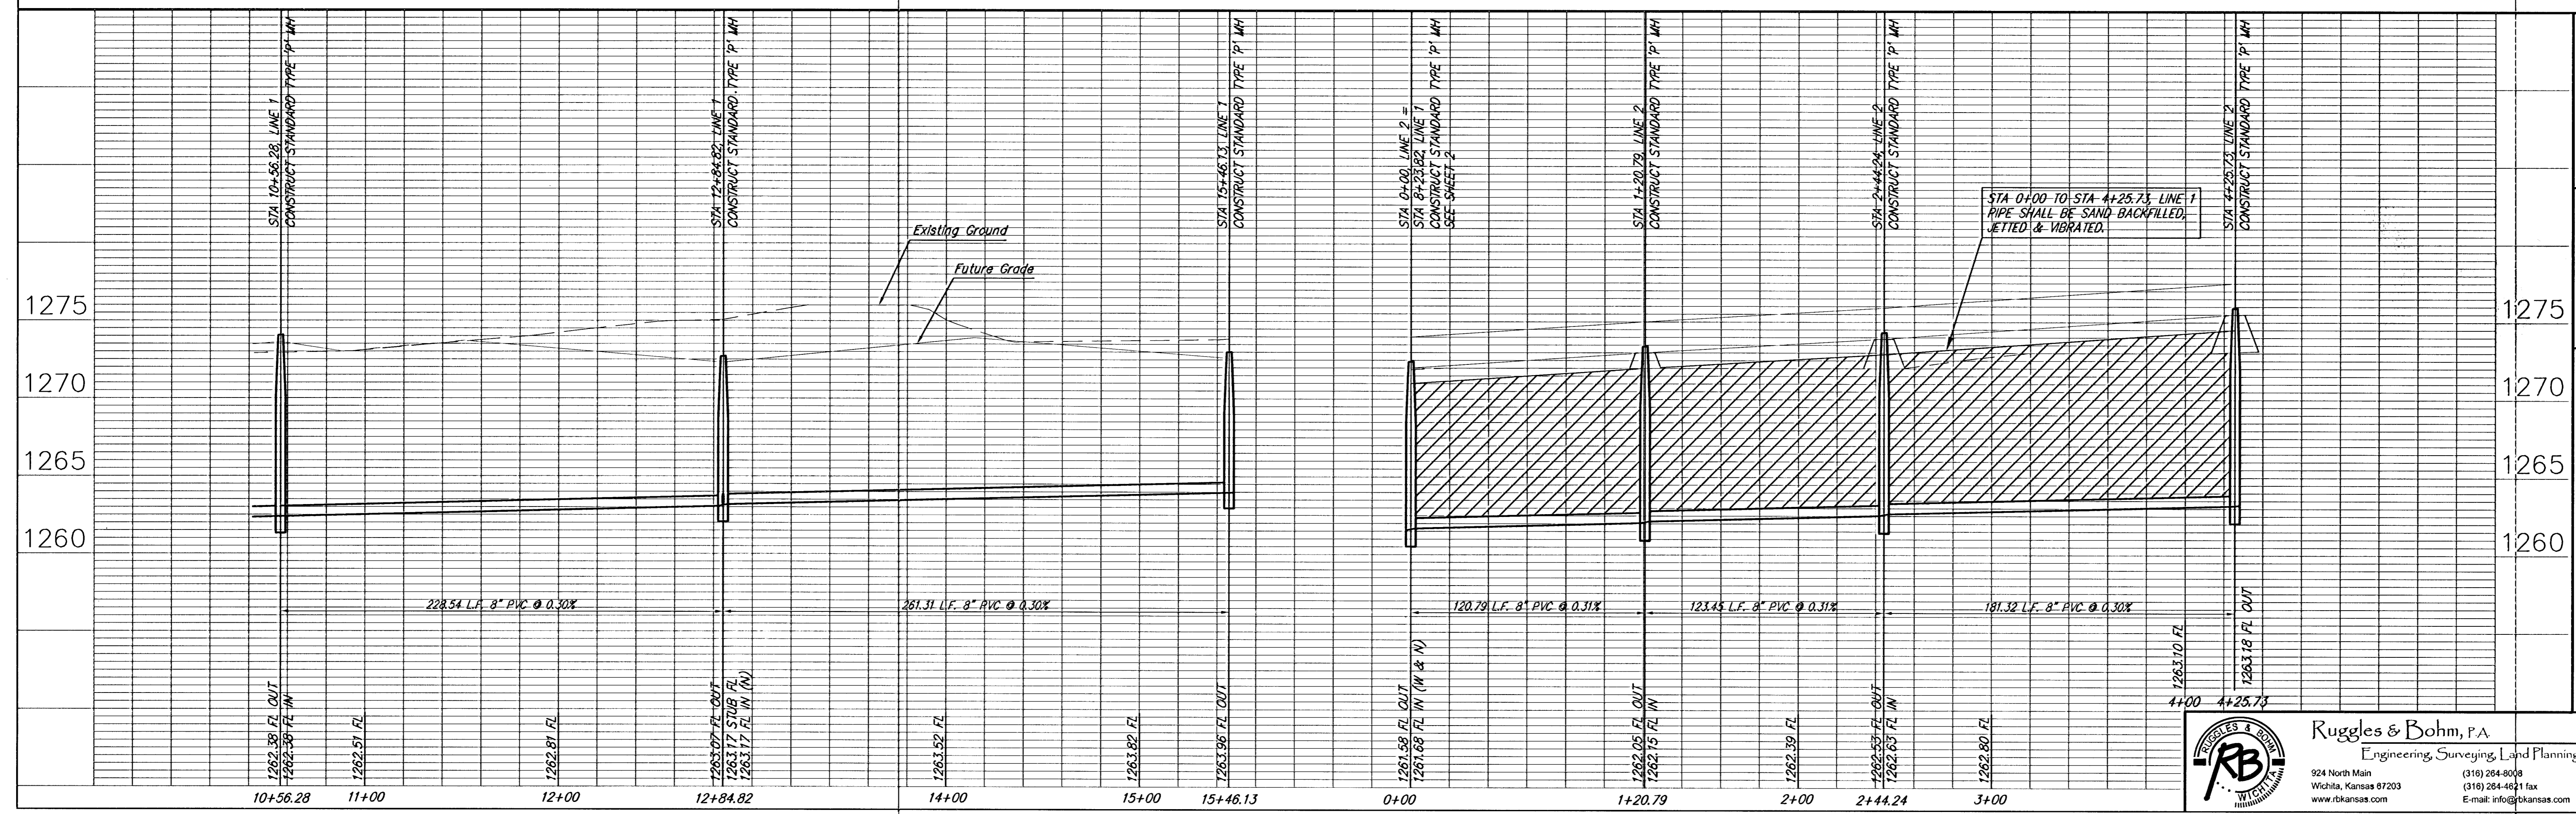 STA 10+56.28, LINE 1
CONSTRUCT STANDARD TYPE 'P' MH
STA 12+84.82, LINE 1
CONSTRUCT STANDARD TYPE 'P' MH
STA 15+46.13, LINE 1
CONSTRUCT STANDARD TYPE 'P' MH
STA 0+00, LINE 2 =
STA 8+23.82, LINE 1
CONSTRUCT STANDARD TYPE 'P' MH
SEE SHEET 2
STA 1+20.79, LINE 2
CONSTRUCT STANDARD TYPE 'P' MH
STA 2+44.24, LINE 2
CONSTRUCT STANDARD TYPE 'P' MH
STA 4+25.73, LINE 2
CONSTRUCT STANDARD TYPE 'P' MH
STA 0+00 TO STA 4+25.73, LINE 1
PIPE SHALL BE SAND BACKFILLED,
JETTED & VIBRATED.
Existing Ground
Future Grade
1275
1270
1265
1260
1275
1270
1265
1260
228.54 L.F. 8" PVC @ 0.30%
261.31 L.F. 8" PVC @ 0.30%
120.79 L.F. 8" PVC @ 0.31%
123.45 L.F. 8" PVC @ 0.31%
181.32 L.F. 8" PVC @ 0.30%
1262.38 FL OUT
1262.38 FL IN
1262.51 FL
1262.81 FL
1263.07 FL OUT
1263.17 STUB FL
1263.17 FL IN (N)
1263.52 FL
1263.82 FL
1263.96 FL OUT
1261.58 FL OUT
1261.68 FL IN (W & N)
1262.05 FL OUT
1262.15 FL IN
1262.39 FL
1262.53 FL OUT
1262.63 FL IN
1262.80 FL
1263.10 FL
1263.18 FL OUT
4+00 4+25.73
10+56.28 11+00 12+00 12+84.82 14+00 15+00 15+46.13 0+00 1+20.79 2+00 2+44.24 3+00
RUGGLES & BOHM
RB
WICHITA
Ruggles & Bohm, P.A.
Engineering, Surveying, Land Planning
924 North Main (316) 264-8008
Wichita, Kansas 67203 (316) 264-4621 fax
www.rbkansas.com E-mail: info@rbkansas.com